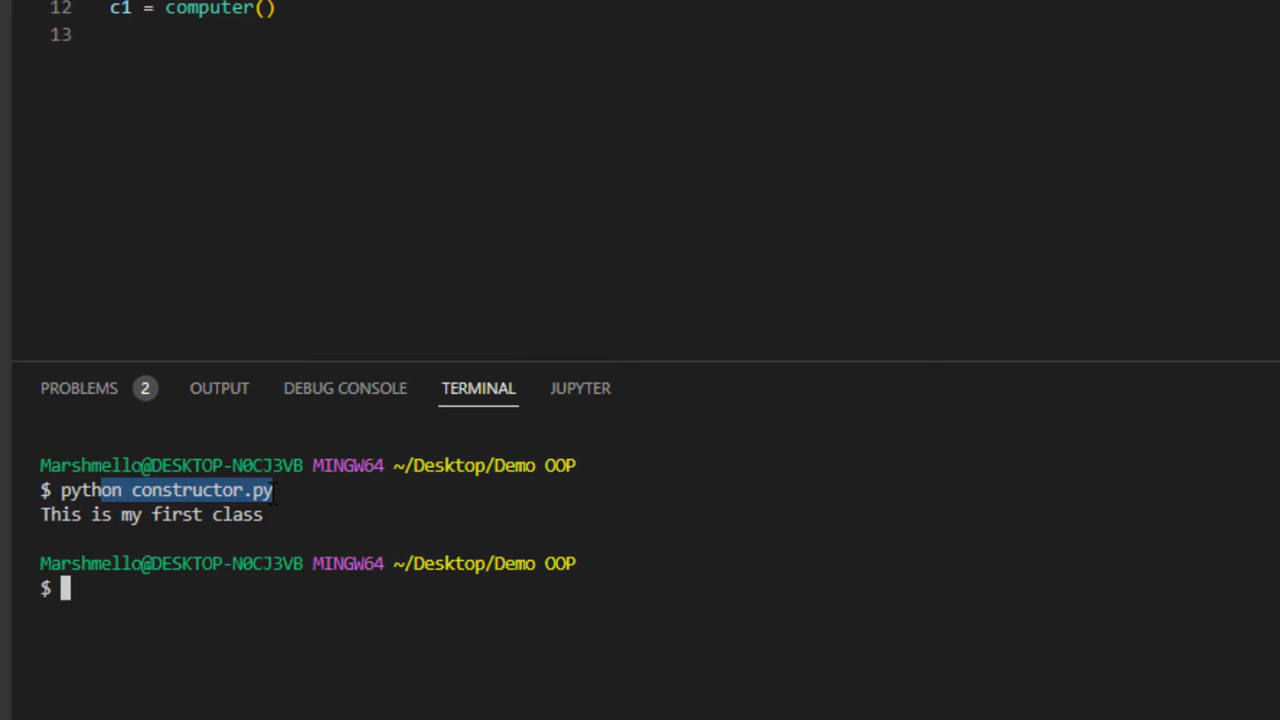 12 c1 = computer()
13
PROBLEMS 2 OUTPUT DEBUG CONSOLE TERMINAL JUPYTER
Marshmello@DESKTOP-N0CJ3VB MINGW64 ~/Desktop/Demo OOP
$ python constructor.py
This is my first class
Marshmello@DESKTOP-N0CJ3VB MINGW64 ~/Desktop/Demo OOP
$